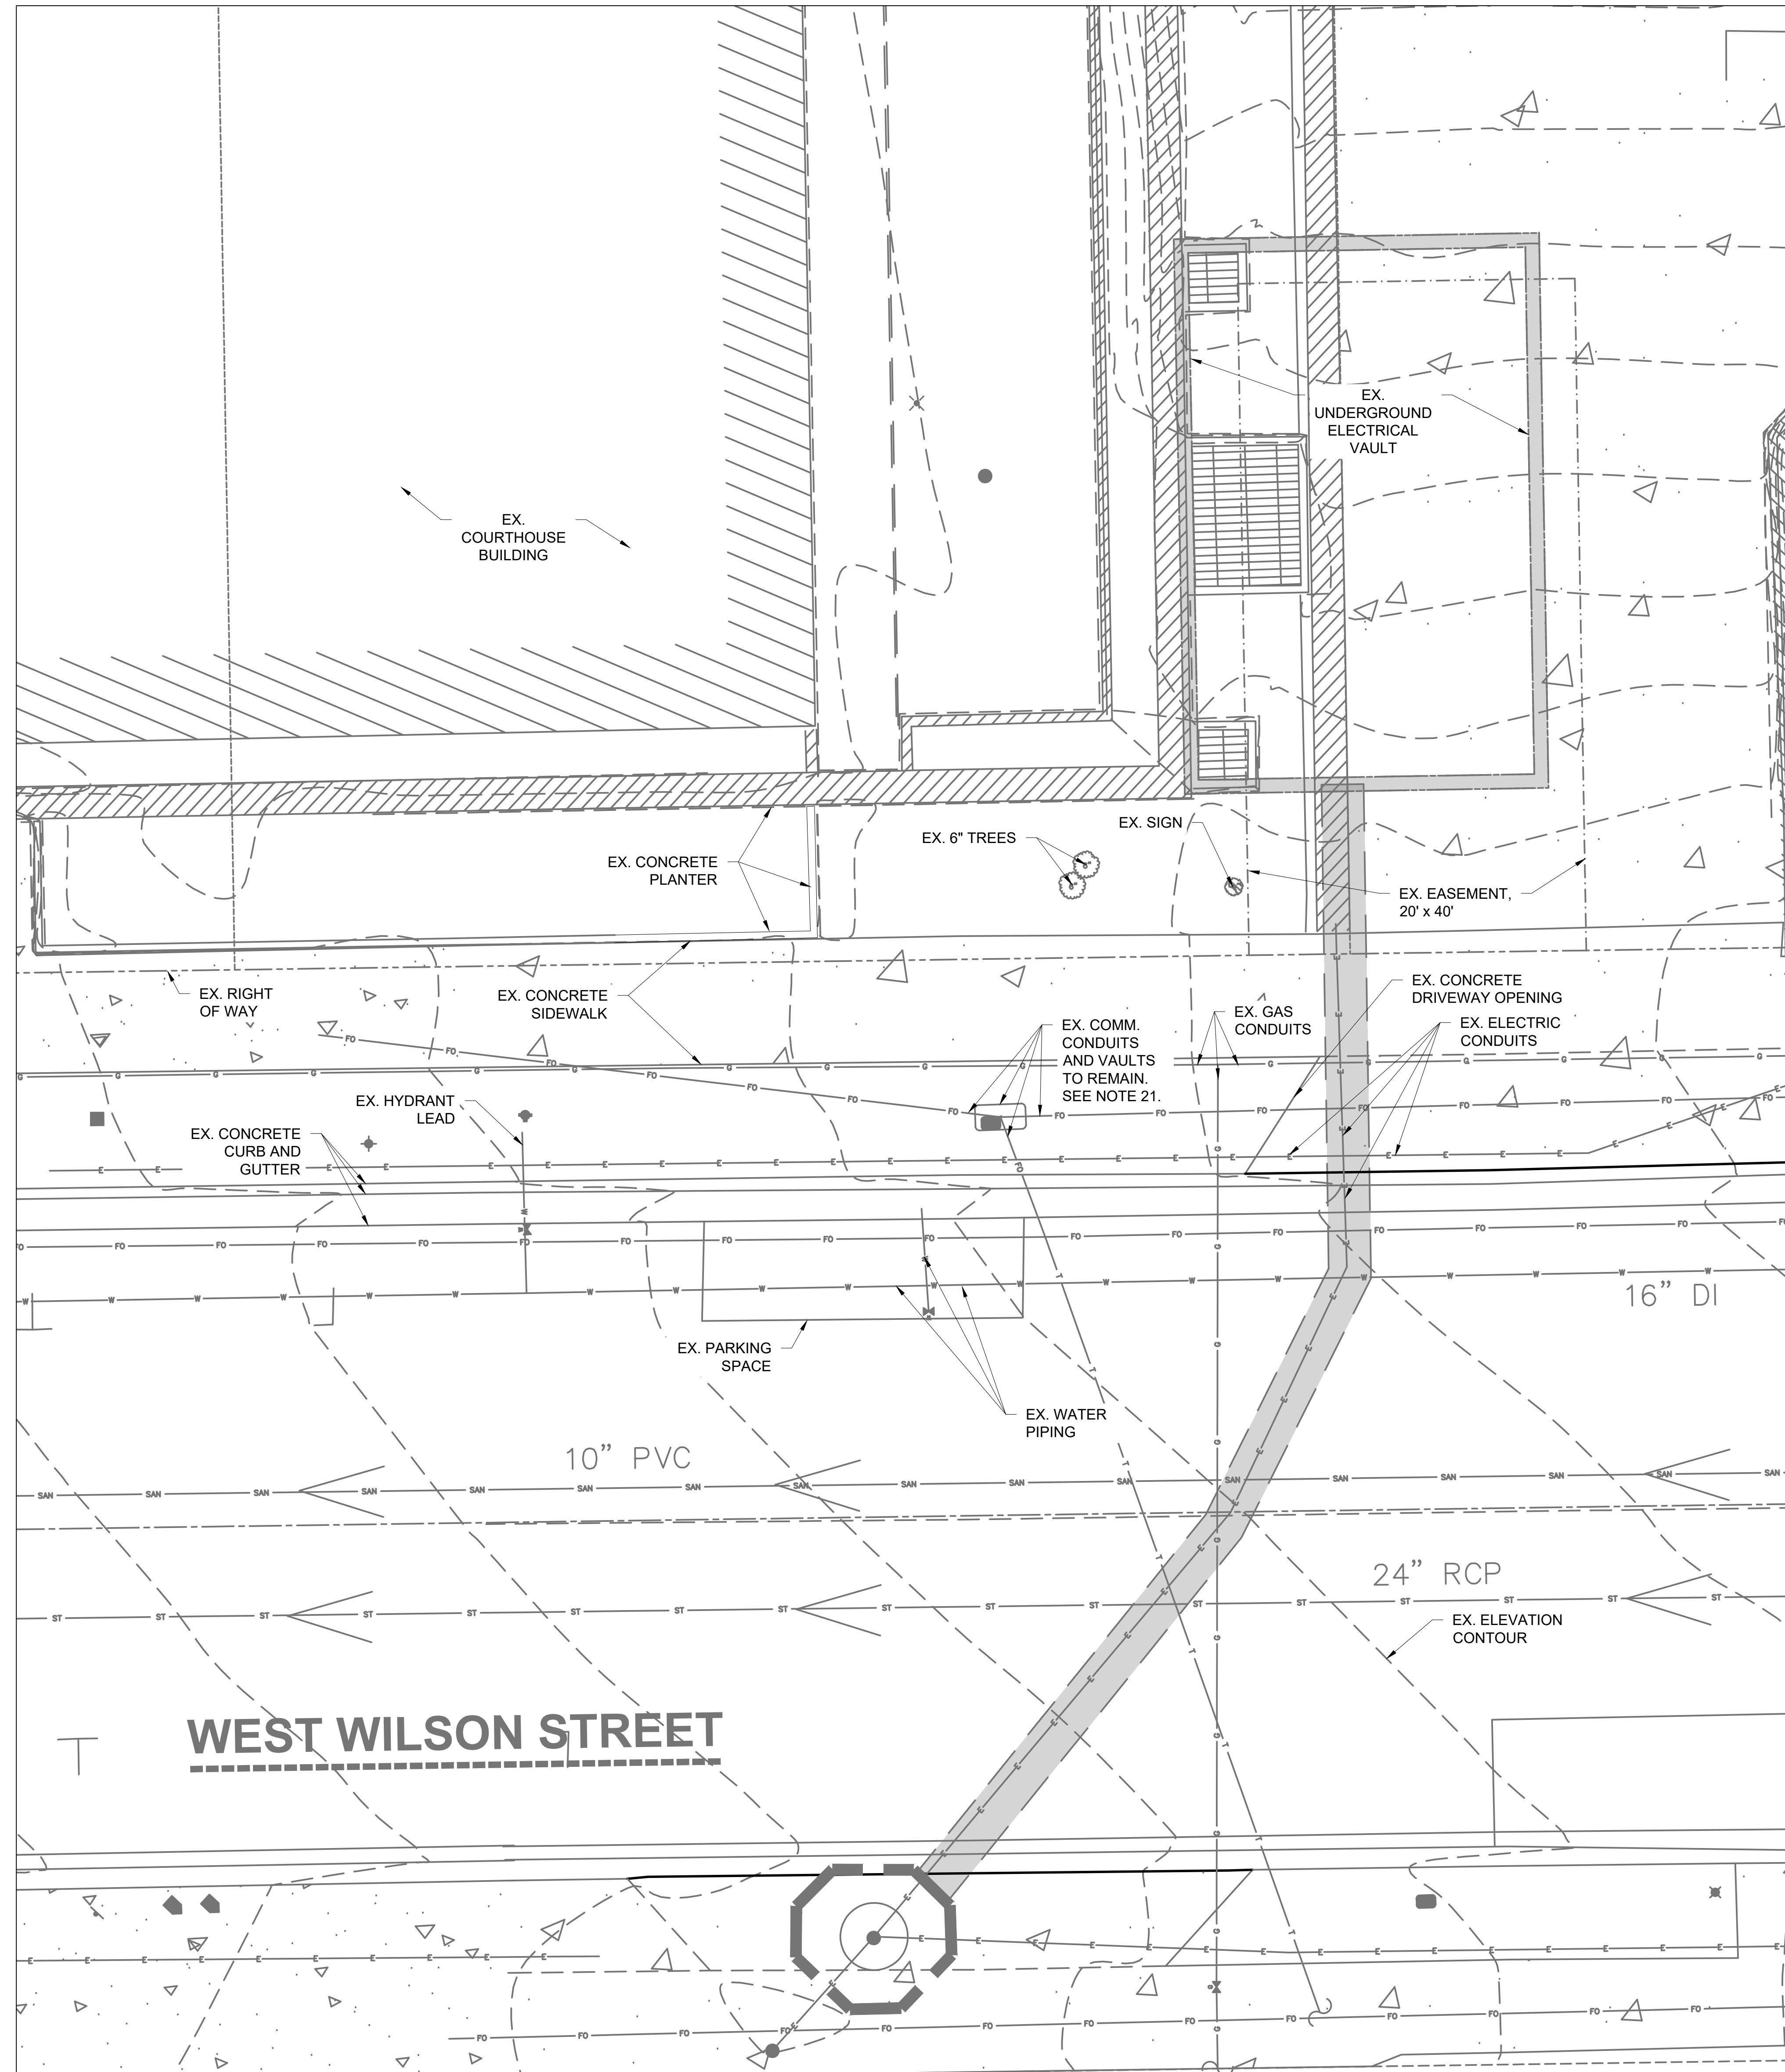 EX.
UNDERGROUND
ELECTRICAL
VAULT
EX.
COURTHOUSE
BUILDING
EX. SIGN
EX. 6" TREES
EX. CONCRETE
PLANTER
EX. EASEMENT,
20' x 40'
EX. RIGHT
OF WAY
EX. CONCRETE
SIDEWALK
EX. CONCRETE
DRIVEWAY OPENING
EX. GAS
CONDUITS
EX. COMM.
CONDUITS
AND VAULTS
TO REMAIN.
SEE NOTE 21.
EX. ELECTRIC
CONDUITS
EX. HYDRANT
LEAD
EX. CONCRETE
CURB AND
GUTTER
16” DI
EX. PARKING
SPACE
EX. WATER
PIPING
10” PVC
24” RCP
EX. ELEVATION
CONTOUR
WEST WILSON STREET